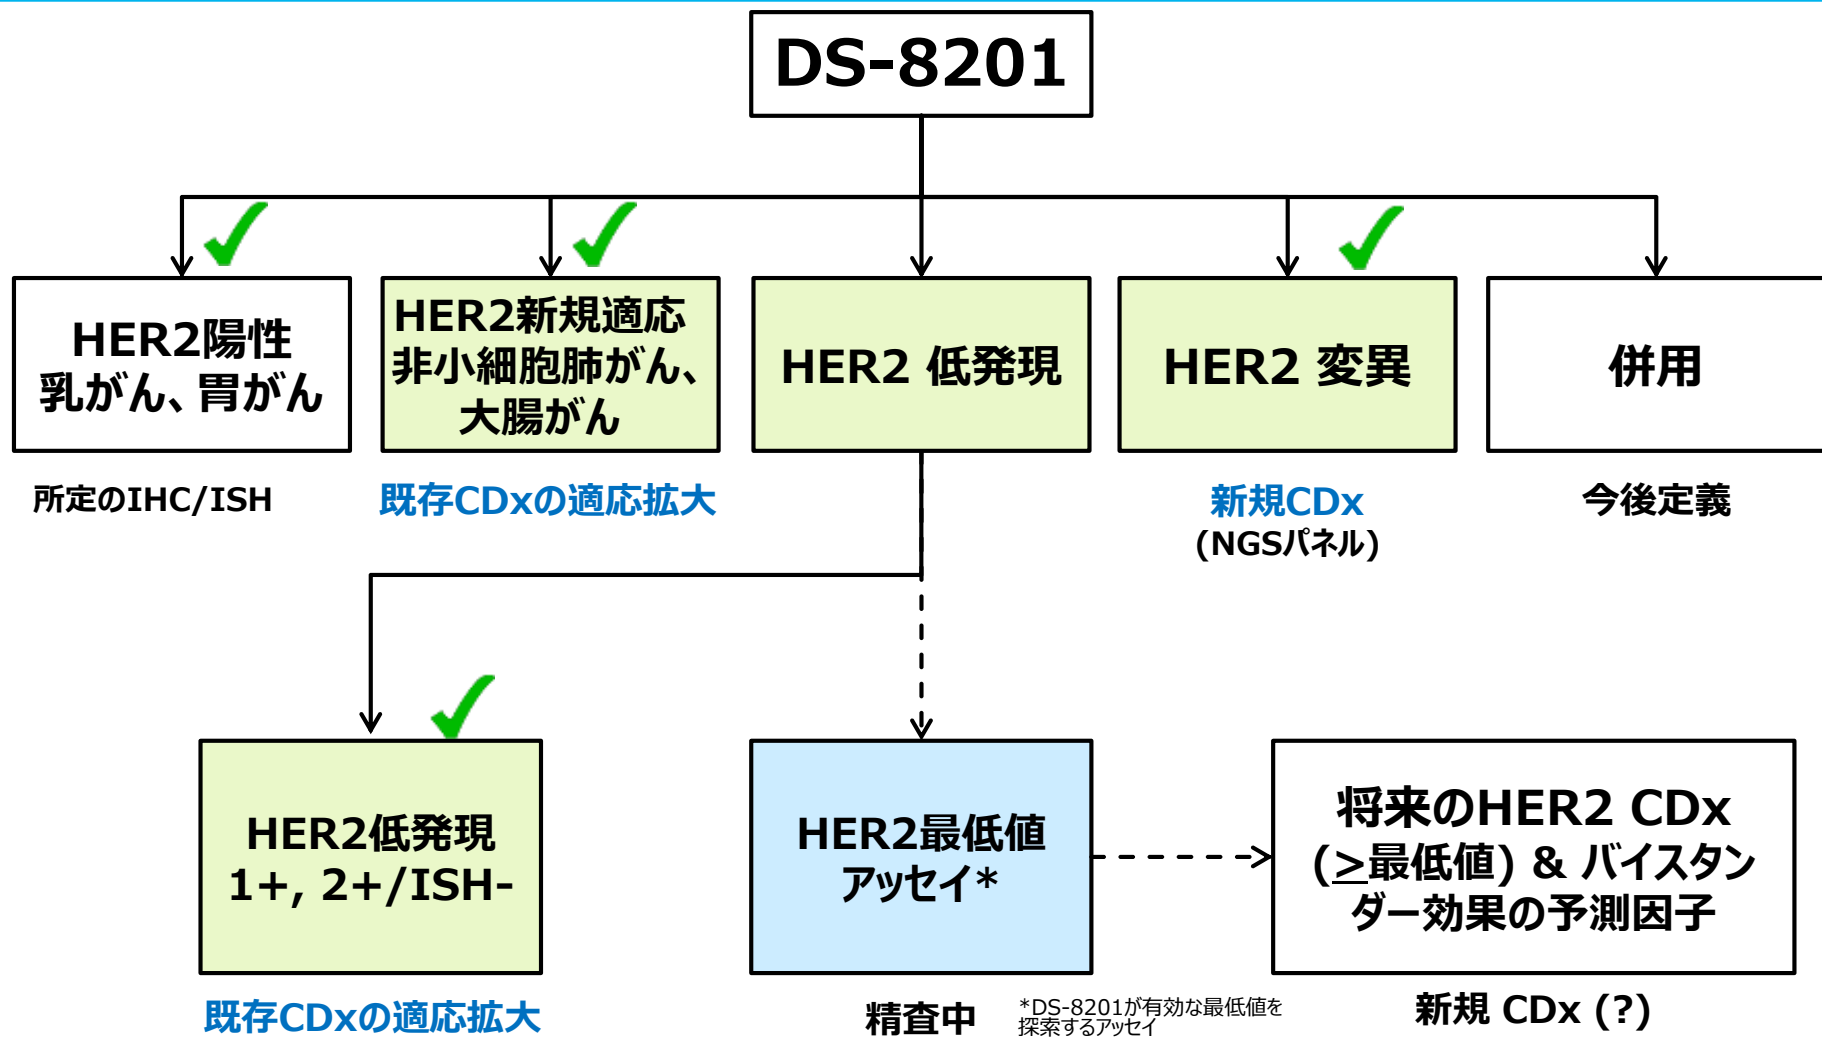 DS-8201
HER2陽性
乳がん、胃がん
HER2新規適応
非小細胞肺がん、
大腸がん
HER2 低発現
HER2 変異
併用
所定のIHC/ISH
既存CDxの適応拡大
新規CDx
(NGSパネル)
今後定義
HER2低発現
1+, 2+/ISH-
HER2最低値
アッセイ*
将来のHER2 CDx
(≥最低値) & バイスタン
ダー効果の予測因子
既存CDxの適応拡大
精査中
*DS-8201が有効な最低値を
探索するアッセイ
新規 CDx (?)